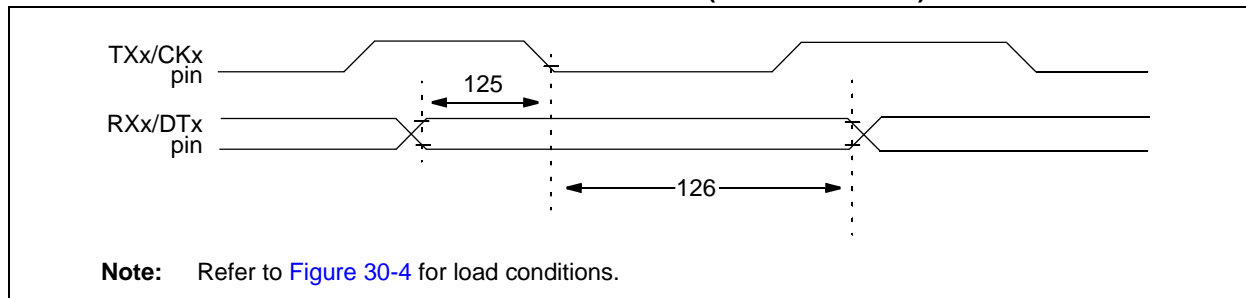 TXx/CKx
pin
125
RXx/DTx
pin
126
Note: Refer to Figure 30-4 for load conditions.